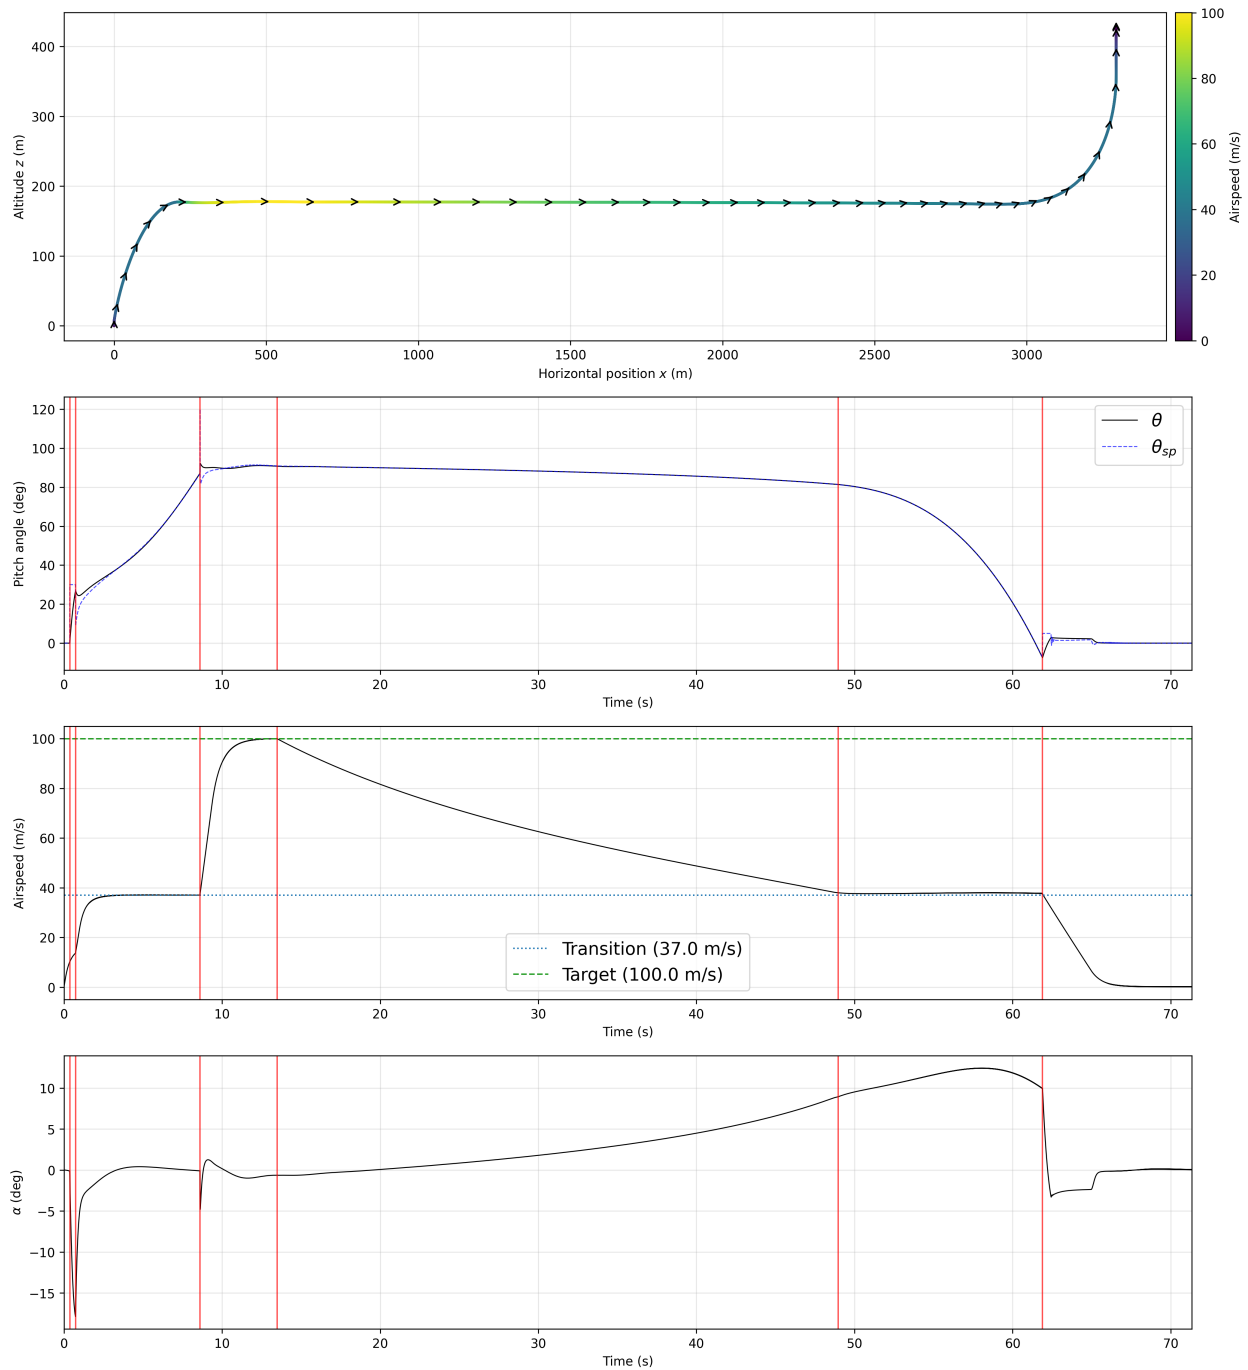 400
300
200
100
0
Altitude z (m)
0 500 1000 1500 2000 2500 3000
Horizontal position x (m)
100
80
60
40
20
0
Airspeed (m/s)
120
100
80
60
40
20
0
Pitch angle (deg)
θ
θsp
0 10 20 30 40 50 60 70
Time (s)
100
80
60
40
20
0
Airspeed (m/s)
Transition (37.0 m/s)
Target (100.0 m/s)
0 10 20 30 40 50 60 70
Time (s)
10
5
0
−5
−10
−15
α (deg)
0 10 20 30 40 50 60 70
Time (s)